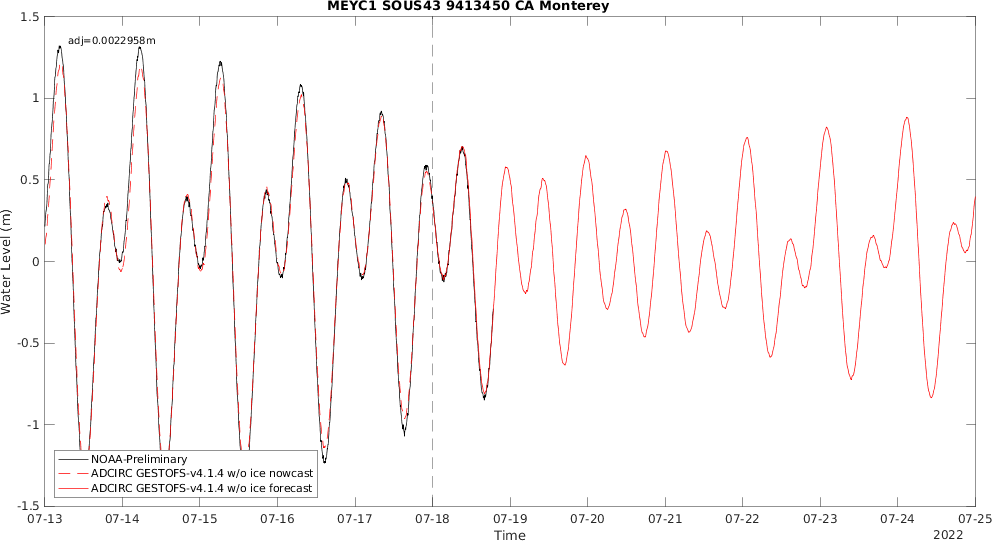 MEYC1 SOUS43 9413450 CA Monterey
adj=0.0022958m
1.5
1
0.5
0
-0.5
-1
-1.5
Water Level (m)
NOAA-Preliminary
ADCIRC GESTOFS-v4.1.4 w/o ice nowcast
ADCIRC GESTOFS-v4.1.4 w/o ice forecast
07-13 07-14 07-15 07-16 07-17 07-18 07-19 07-20 07-21 07-22 07-23 07-24 07-25
Time
2022